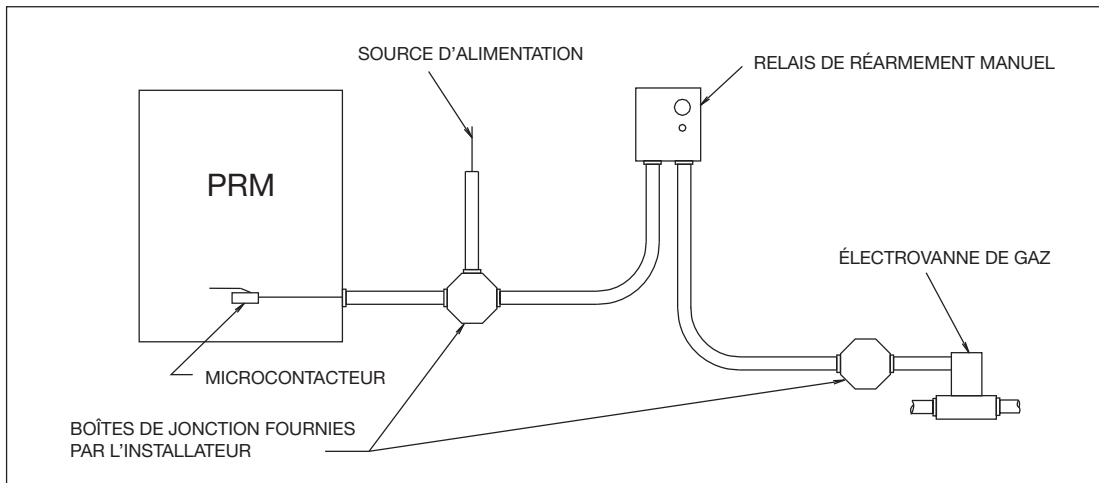 SOURCE D'ALIMENTATION
RELAIS DE RÉARMEMENT MANUEL
PRM
ÉLECTROVANNE DE GAZ
MICROCONTACTEUR
BOÎTES DE JONCTION FOURNIES
PAR L'INSTALLATEUR